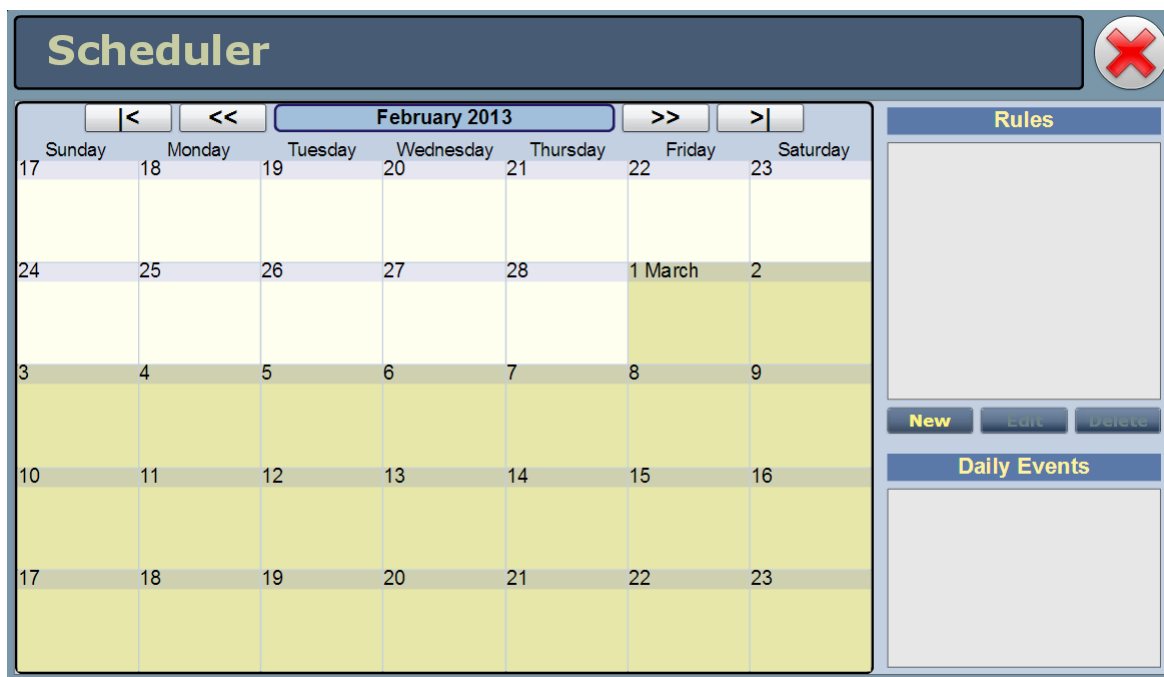 Scheduler
|< << February 2013 >> >|
Sunday Monday Tuesday Wednesday Thursday Friday Saturday
17 18 19 20 21 22 23
24 25 26 27 28 1 March 2
3 4 5 6 7 8 9
10 11 12 13 14 15 16
17 18 19 20 21 22 23
Rules
New Edit Delete
Daily Events